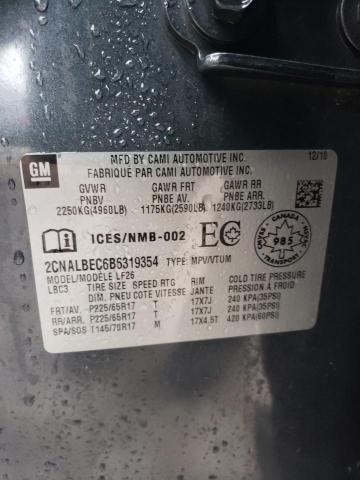 GM
MFD BY CAMI AUTOMOTIVE INC. 12/10
FABRIQUÉ PAR CAMI AUTOMOTIVE INC.
GVWR GAWR FRT GAWR RR
PNBV PNBE AV. PNBE ARR.
2250KG(4960LB) 1175KG(2590LB) 1240KG(2733LB)
ICES/NMB-002 EC CANADA CMVSS 985 NSVAC
2CNALBEC6B6319354 TYPE: MPV/VTUM
MODEL/MODÈLE LF26
LBC3 TIRE SIZE SPEED RTG RIM COLD TIRE PRESSURE
DIM. PNEU COTE VITESSE JANTE PRESSION À FROID
FRT/AV. P225/65R17 T 17X7J 240 KPA(35PSI)
RR/ARR. P225/65R17 T 17X7J 240 KPA(35PSI)
SPA/SOS T145/70R17 M 17X4.5T 420 KPA(60PSI)